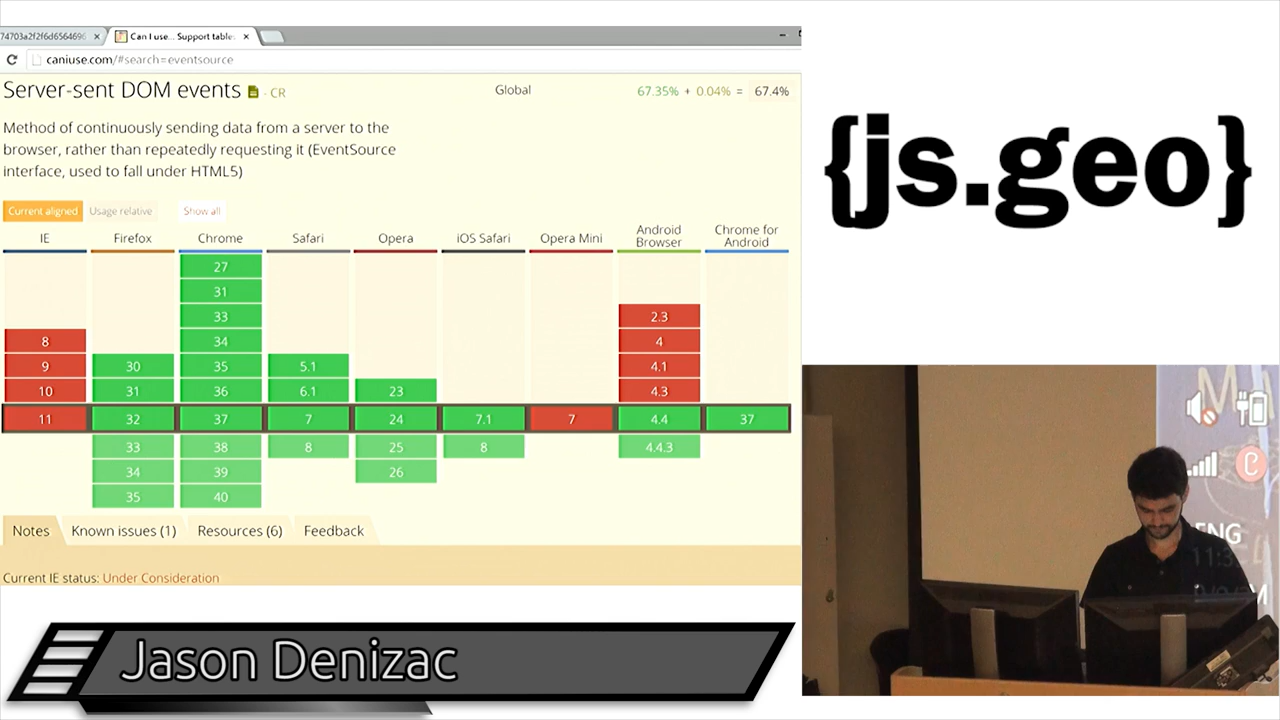 74703a2f2f6d6564696
Can I use... Support table
caniuse.com/#search=eventsource
Server-sent DOM events - CR
Global
67.35% + 0.04% = 67.4%
Method of continuously sending data from a server to the
browser, rather than repeatedly requesting it (EventSource
interface, used to fall under HTML5)
Current aligned Usage relative Show all
IE Firefox Chrome Safari Opera iOS Safari Opera Mini Android Browser Chrome for Android
27
31
33 2.3
8 34 4
9 30 35 5.1 4.1
10 31 36 6.1 23 4.3
11 32 37 7 24 7.1 7 4.4 37
33 38 8 25 8 4.4.3
34 39 26
35 40
Notes Known issues (1) Resources (6) Feedback
Current IE status: Under Consideration
{js.geo}
ENG
Jason Denizac